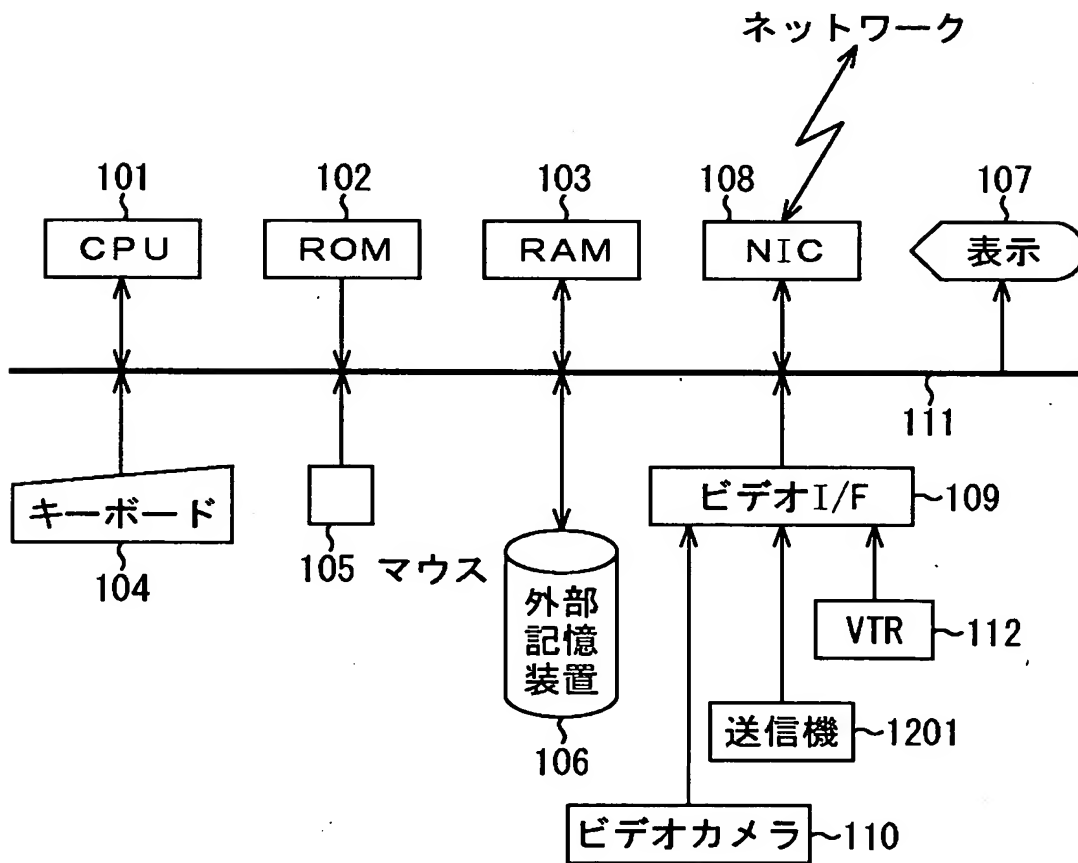 ネットワーク
101
102
103
108
107
CPU
ROM
RAM
NIC
表示
111
キーボード
104
105 マウス
外部
記憶
装置
106
ビデオI/F
109
VTR
112
送信機
1201
ビデオカメラ
110